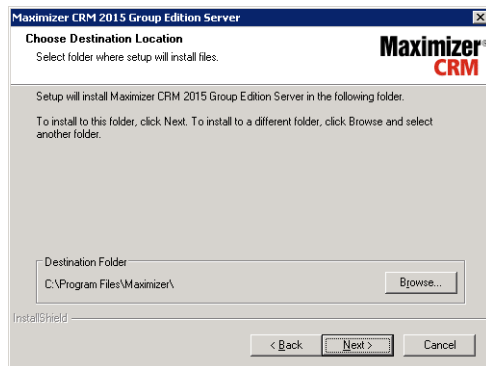 Maximizer CRM 2015 Group Edition Server
Choose Destination Location
Select folder where setup will install files.
Maximizer®
CRM
Setup will install Maximizer CRM 2015 Group Edition Server in the following folder.
To install to this folder, click Next. To install to a different folder, click Browse and select
another folder.
Destination Folder
C:\Program Files\Maximizer\
Browse...
InstallShield
< Back
Next >
Cancel